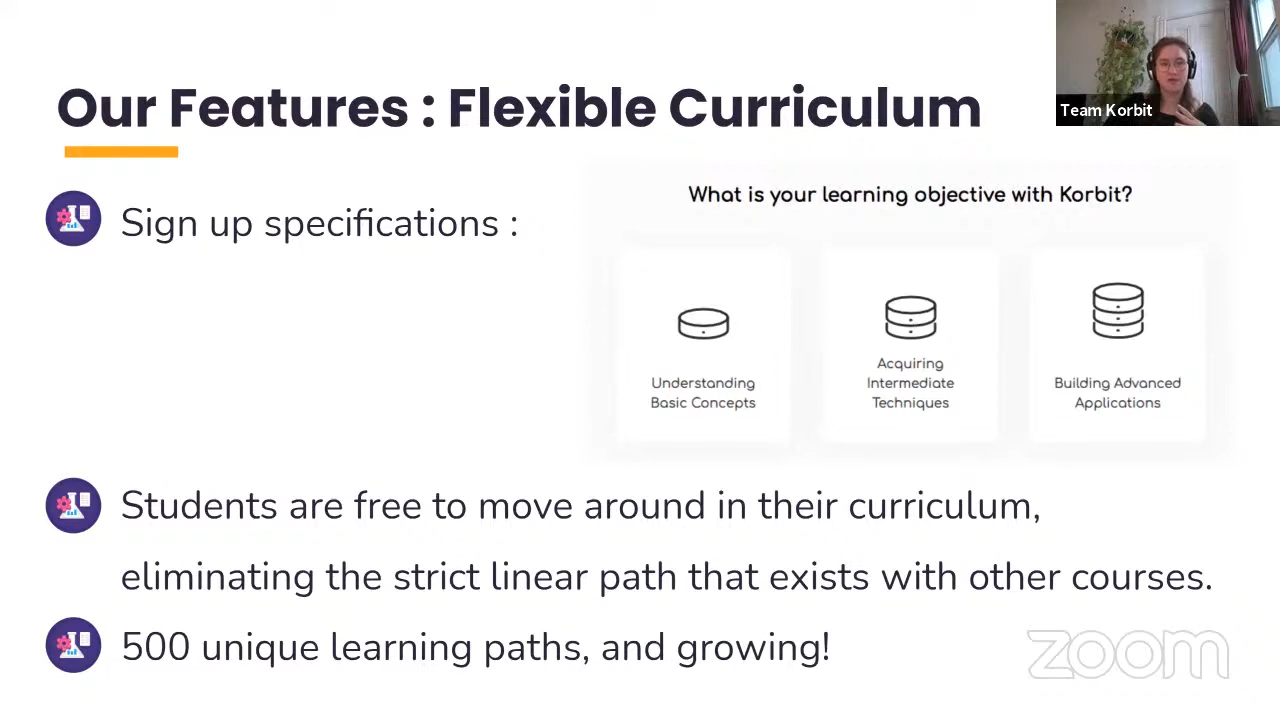 Our Features : Flexible Curriculum
Team Korbit
Sign up specifications :
What is your learning objective with Korbit?
Understanding
Basic Concepts
Acquiring
Intermediate
Techniques
Building Advanced
Applications
Students are free to move around in their curriculum,
eliminating the strict linear path that exists with other courses.
500 unique learning paths, and growing!
zoom